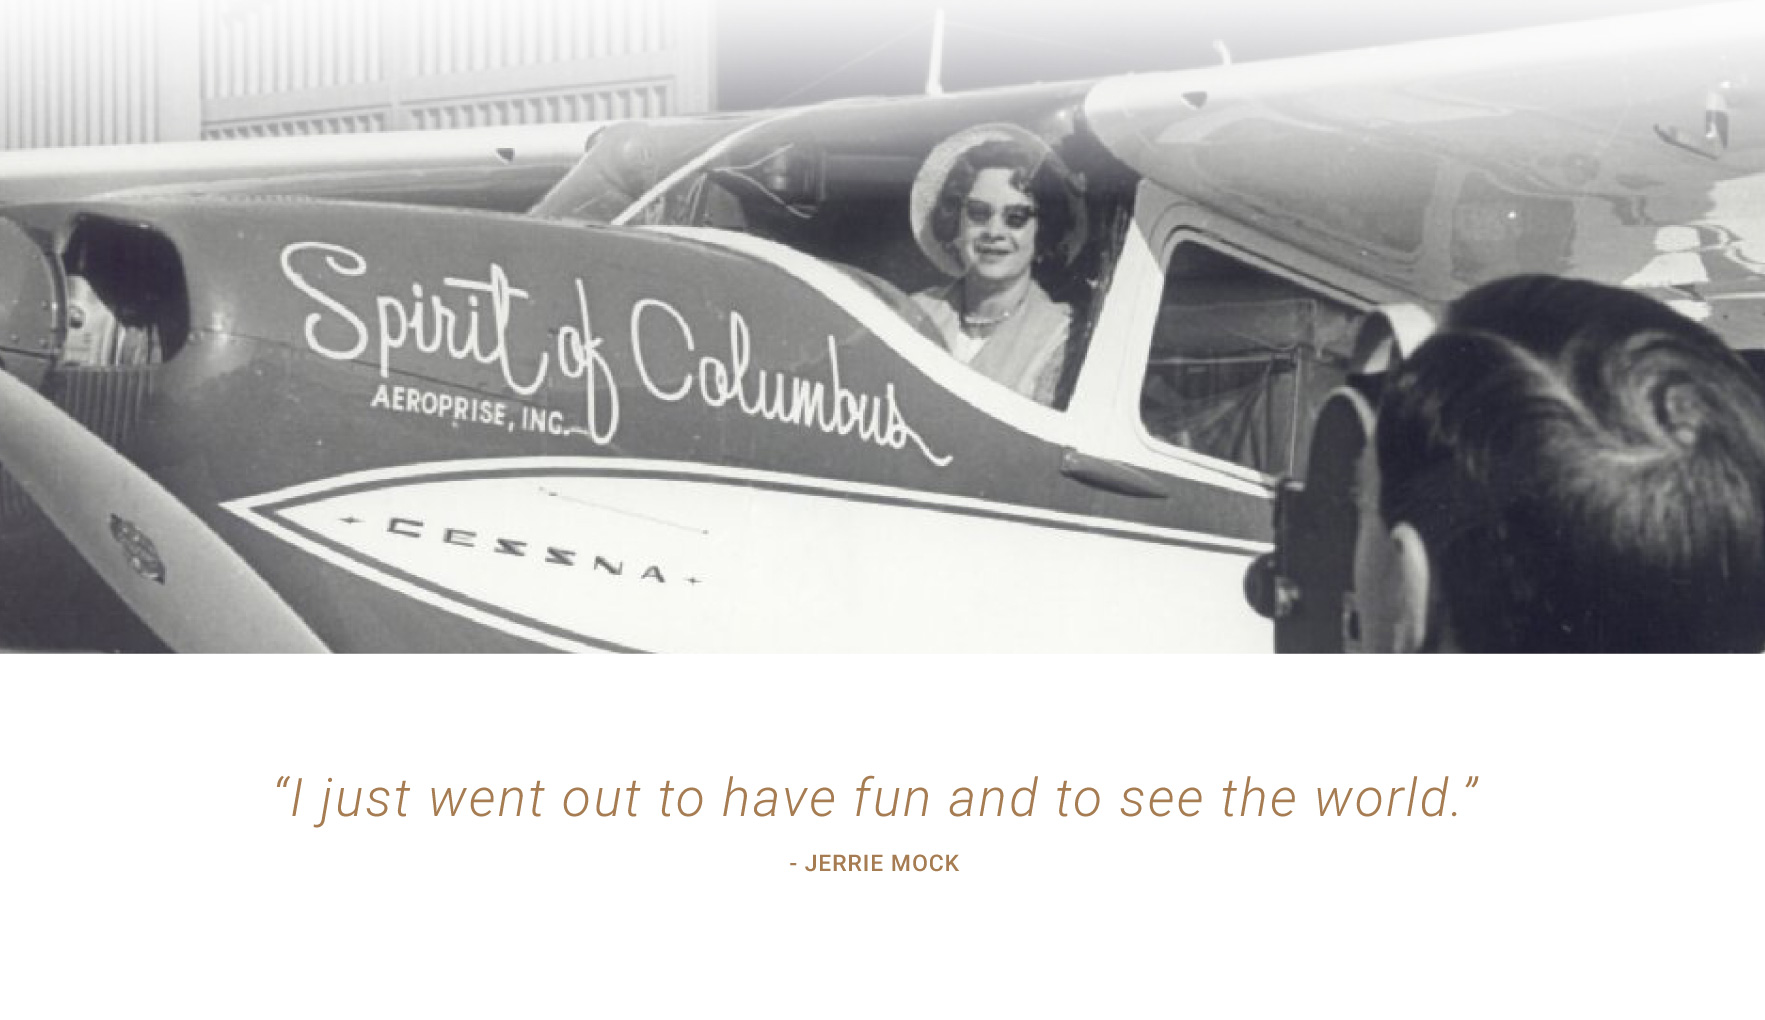 Spirit of Columbus
AEROPRISE, INC.
CESSNA
“I just went out to have fun and to see the world.”
- JERRIE MOCK